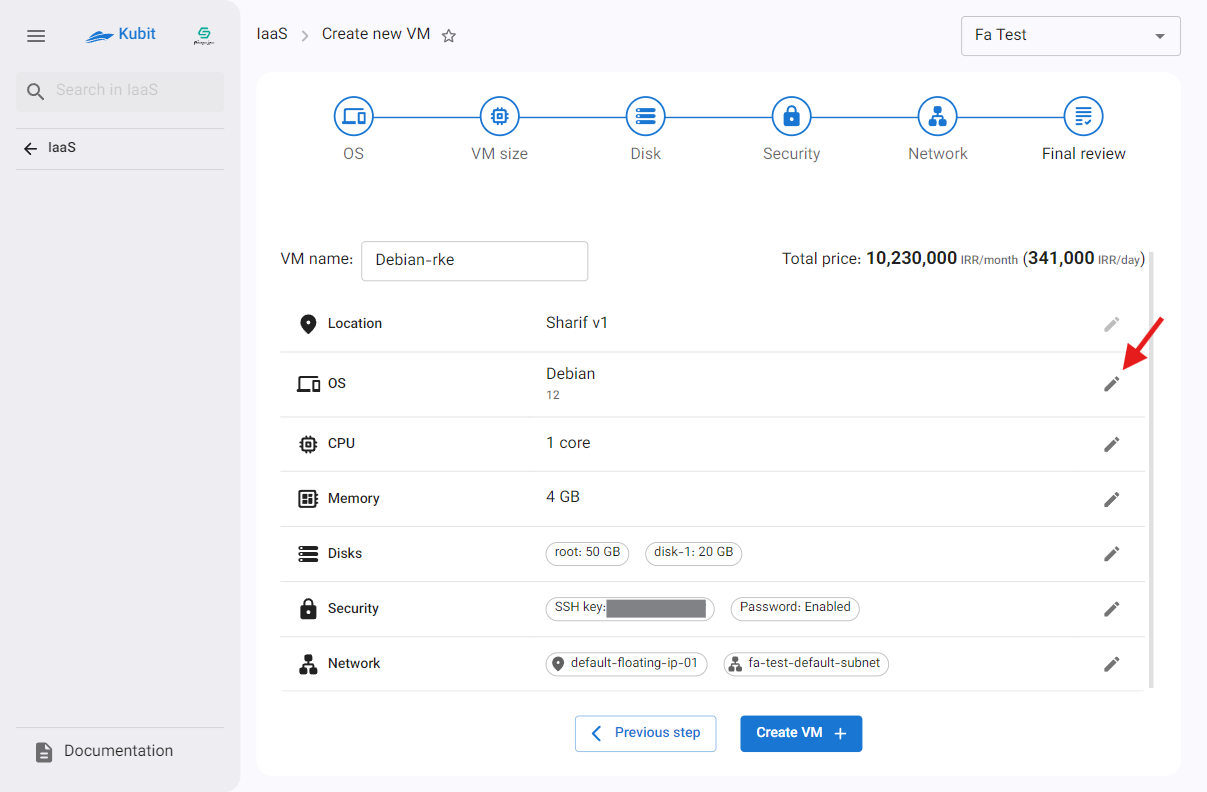 Kubit
IaaS
Create new VM
Fa Test
Search in IaaS
IaaS
OS
VM size
Disk
Security
Network
Final review
VM name:
Debian-rke
Total price: 10,230,000 IRR/month (341,000 IRR/day)
Location
Sharif v1
OS
Debian
12
CPU
1 core
Memory
4 GB
Disks
root: 50 GB
disk-1: 20 GB
Security
SSH key:
Password: Enabled
Network
default-floating-ip-01
fa-test-default-subnet
Previous step
Create VM
Documentation